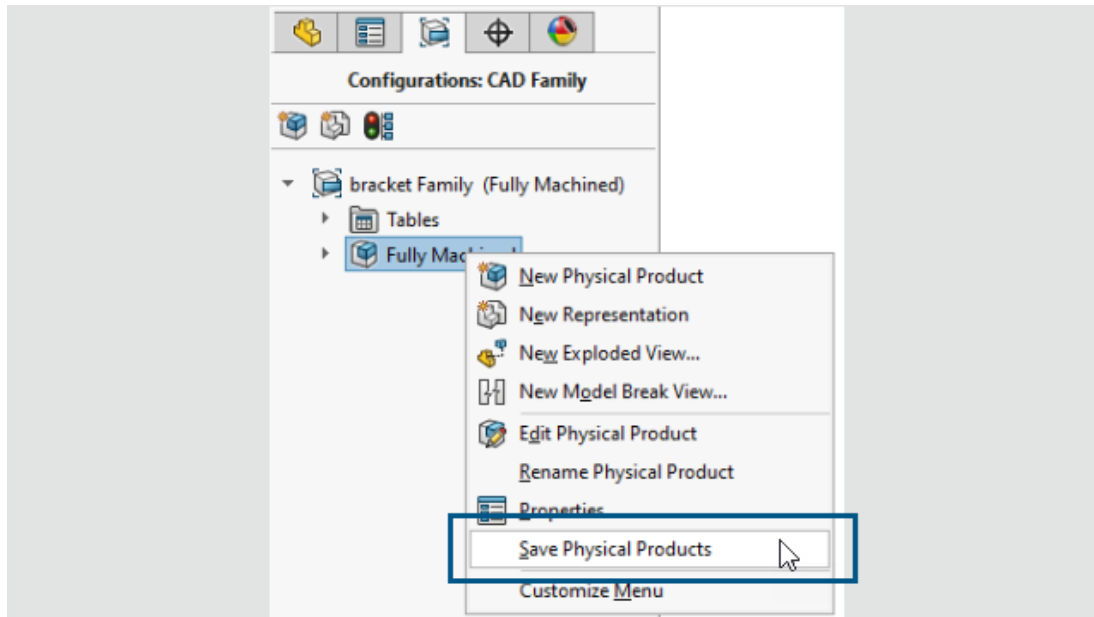 Configurations: CAD Family
bracket Family (Fully Machined)
Tables
Fully
New Physical Product
New Representation
New Exploded View...
New Model Break View...
Edit Physical Product
Rename Physical Product
Properties
Save Physical Products
Customize Menu